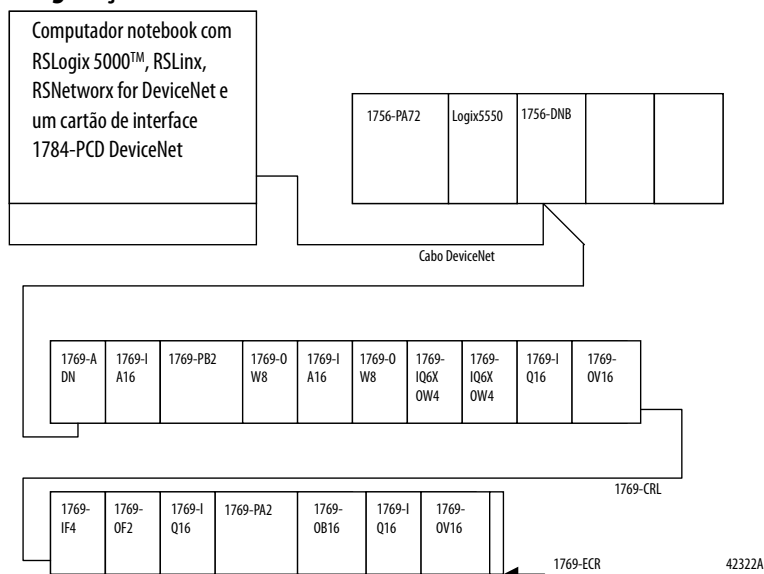 Computador notebook com
RSLogix 5000™, RSLinx,
RSNetworx for DeviceNet e
um cartão de interface
1784-PCD DeviceNet
1756-PA72
Logix5550
1756-DNB
Cabo DeviceNet
1769-A
DN
1769-I
A16
1769-PB2
1769-O
W8
1769-I
A16
1769-O
W8
1769-
IQ6X
OW4
1769-
IQ6X
OW4
1769-I
Q16
1769-
OV16
1769-CRL
1769-
IF4
1769-
OF2
1769-I
Q16
1769-PA2
1769-
OB16
1769-I
Q16
1769-
OV16
1769-ECR
42322A